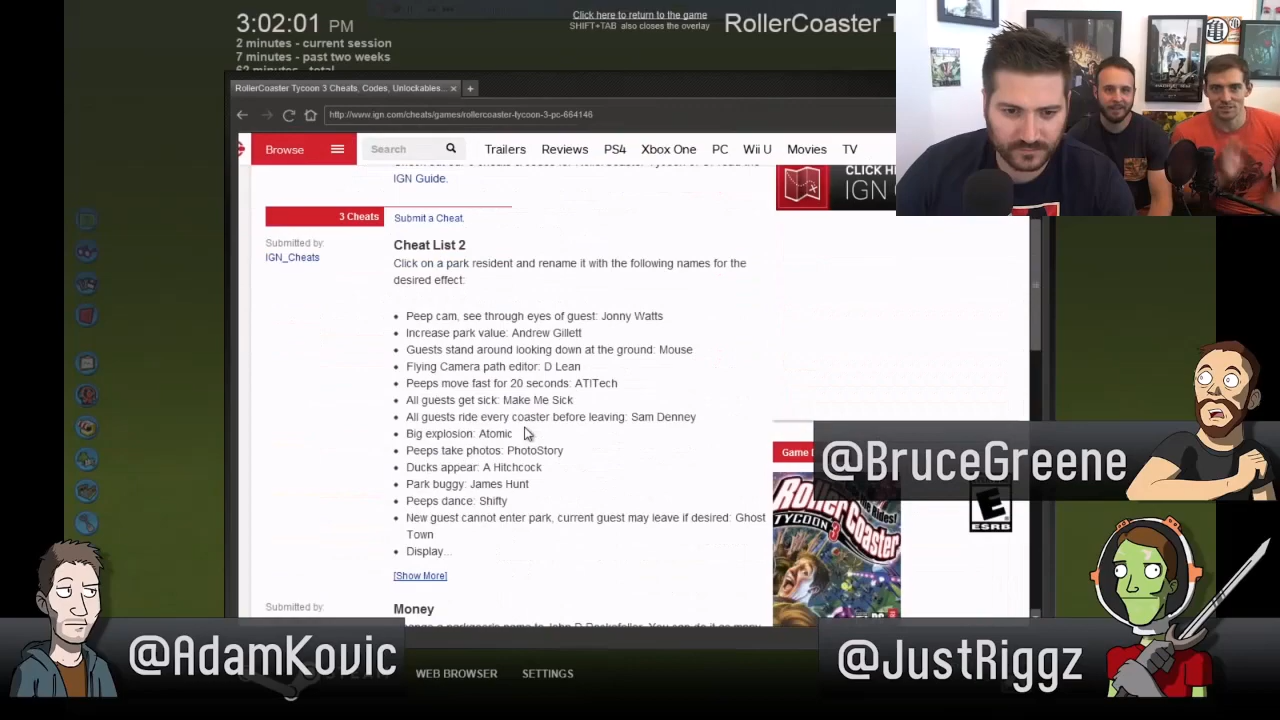 3:02:01 PM
Click here to return to the game
SHIFT+TAB also closes the overlay
RollerCoaster T
2 minutes - current session
7 minutes - past two weeks
RollerCoaster Tycoon 3 Cheats, Codes, Unlockables...
http://www.ign.com/cheats/games/rollercoaster-tycoon-3-pc-664146
Browse Search Trailers Reviews PS4 Xbox One PC Wii U Movies TV
IGN Guide.
CLICK HE
IGN
3 Cheats Submit a Cheat.
Submitted by:
IGN_Cheats
Cheat List 2
Click on a park resident and rename it with the following names for the
desired effect:
Peep cam, see through eyes of guest: Jonny Watts
Increase park value: Andrew Gillett
Guests stand around looking down at the ground: Mouse
Flying Camera path editor: D Lean
Peeps move fast for 20 seconds: ATITech
All guests get sick: Make Me Sick
All guests ride every coaster before leaving: Sam Denney
Big explosion: Atomic
Peeps take photos: PhotoStory
Ducks appear: A Hitchcock
Park buggy: James Hunt
Peeps dance: Shifty
New guest cannot enter park, current guest may leave if desired: Ghost
Town
Display...
[Show More]
Submitted by:
Money
Game
@BruceGreene
RollerCoaster
TYCOON 3
E
ESRB
@AdamKovic
@JustRiggz
WEB BROWSER SETTINGS